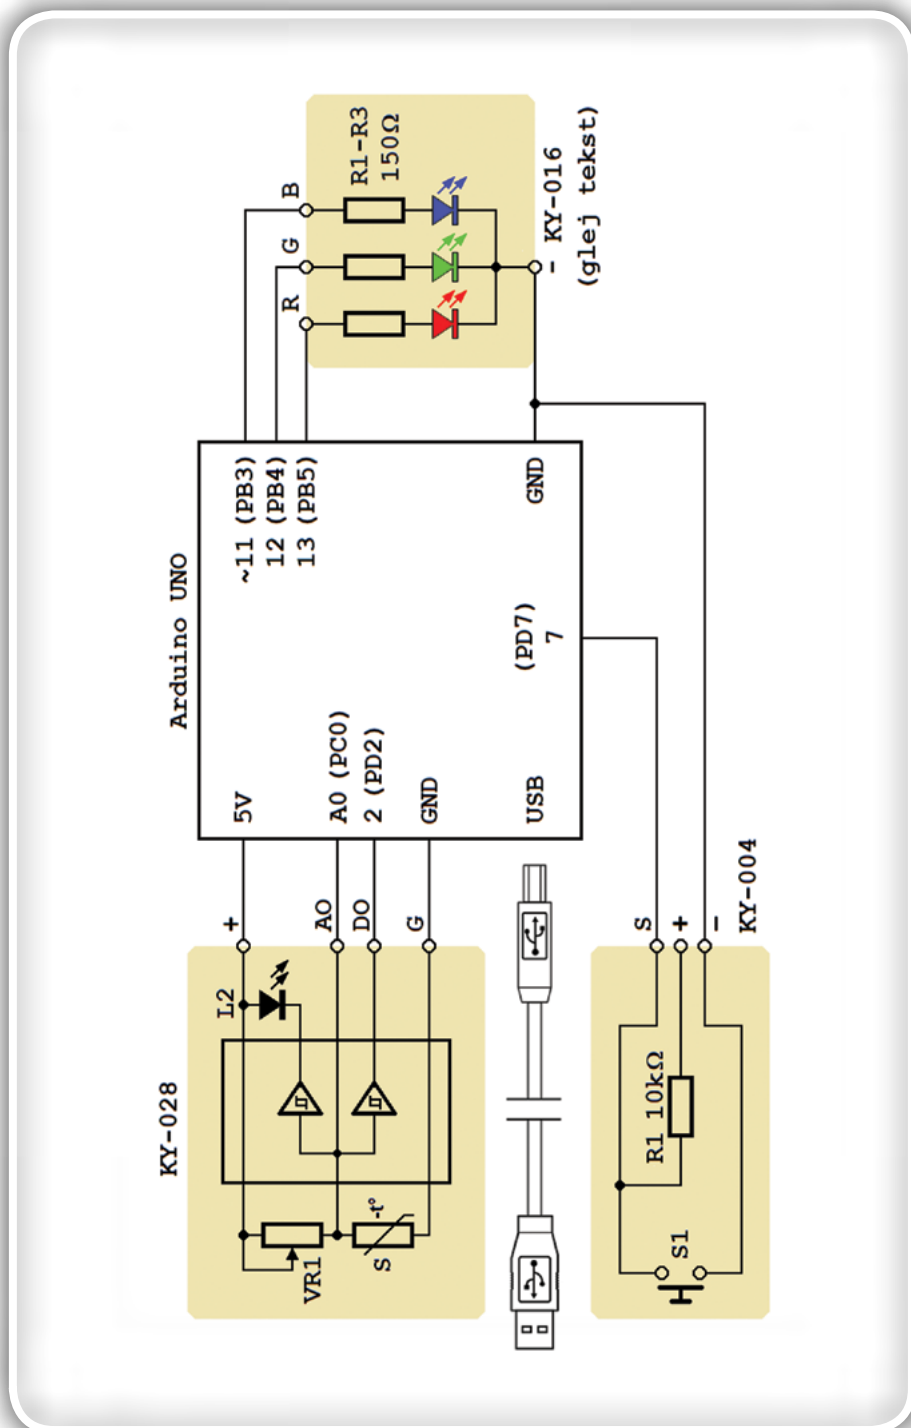 KY-028
L2
VR1
S
-t°
+
AO
DO
G
Arduino UNO
5V
A0 (PC0)
2 (PD2)
GND
USB
~11 (PB3)
12 (PB4)
13 (PB5)
(PD7)
7
GND
R
G
B
R1-R3
150Ω
- KY-016
(glej tekst)
S
+
-
KY-004
R1 10kΩ
S1